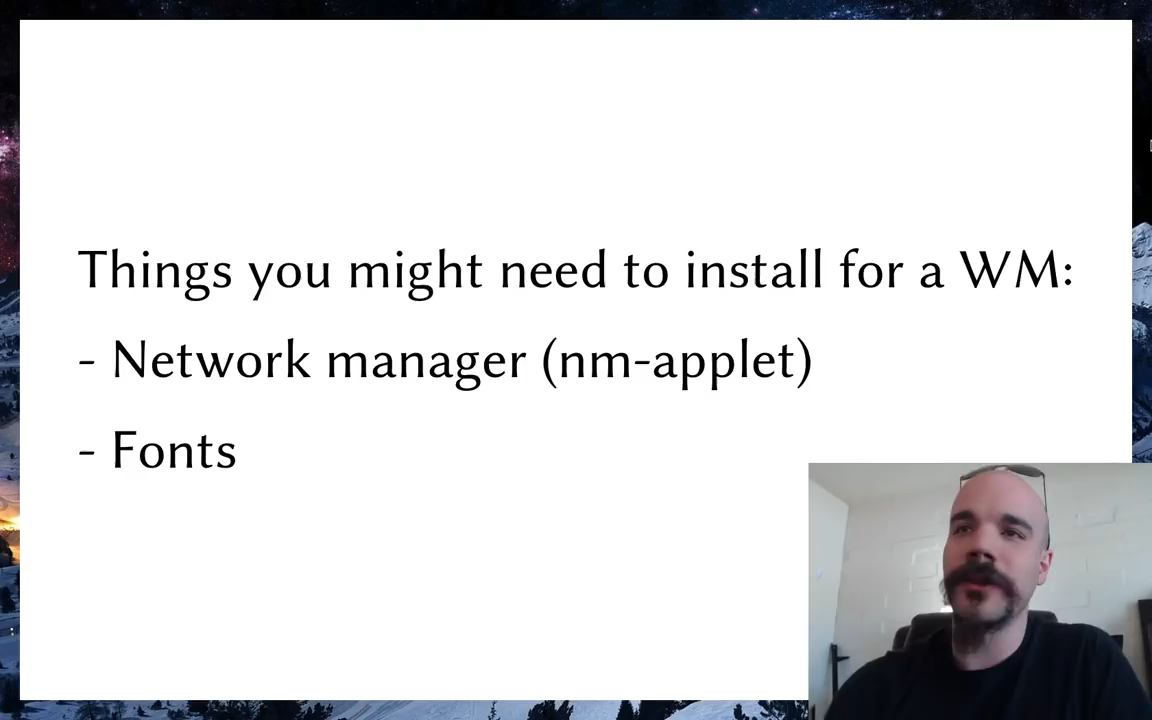 Things you might need to install for a WM:
- Network manager (nm-applet)
- Fonts